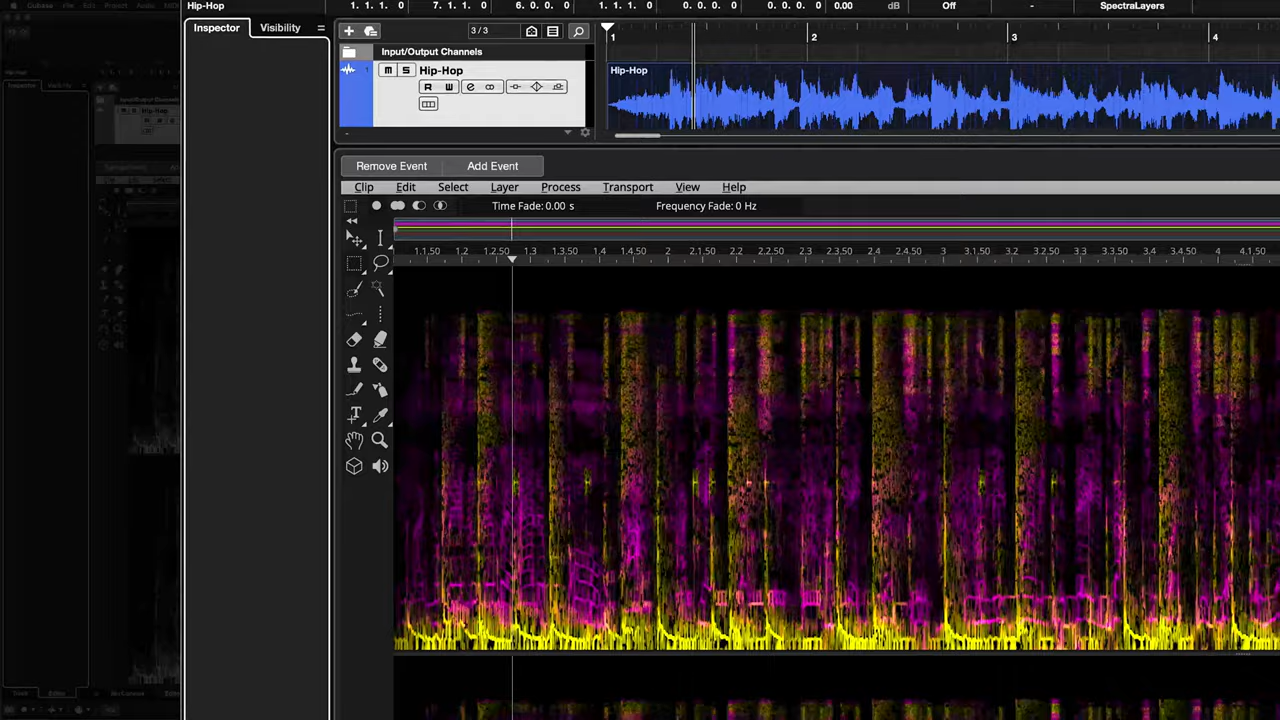 Hip-Hop 1. 1. 1. 0 7. 1. 1. 0 6. 0. 0. 0 1. 1. 1. 0 0. 0. 0. 0 0.00 dB Off - SpectraLayers
Inspector Visibility
3 / 3
1 2 3 4
Input/Output Channels
1 m S Hip-Hop
Hip-Hop
R W e
Remove Event Add Event
Clip Edit Select Layer Process Transport View Help
Time Fade: 0.00 s Frequency Fade: 0 Hz
1.1.50 1.2 1.2.50 1.3 1.3.50 1.4 1.4.50 2 2.1.50 2.2 2.2.50 2.3 2.3.50 2.4 2.4.50 3 3.1.50 3.2 3.2.50 3.3 3.3.50 3.4 3.4.50 4 4.1.50
T